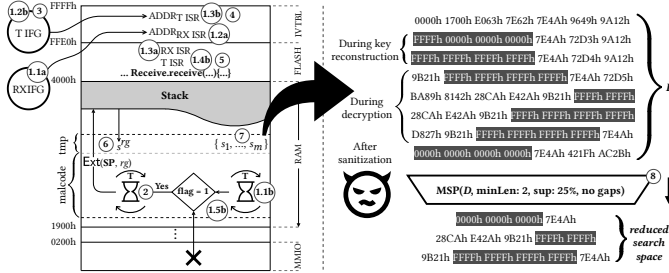 1.2b 3
T IFG
1.1a
RXIFG
FFFFh
FFE0h
4000h
1900h
0200h
ADDR T ISR 1.3b 4
ADDR RX ISR 1.2a
1.3a RX ISR
T ISR 1.4b 5
... Receive.receive(...){...}
Stack
6 s rg
7
{ s1, ..., sm }
Ext(SP, rg)
T
2
Yes
flag = 1
T
1.1b
1.5b
tmp
malcode
IVTBL
FLASH
RAM
MMIO
During key
reconstruction
During
decryption
After
sanitization
0000h 1700h E063h 7E62h 7E4Ah 9649h 9A12h
FFFFh 0000h 0000h 0000h 7E4Ah 72D3h 9A12h
FFFFh FFFFh FFFFh FFFFh 7E4Ah 72D4h 9A12h
9B21h FFFFh FFFFh FFFFh FFFFh 7E4Ah 72D5h
BA89h 8142h 28CAh E42Ah 9B21h FFFFh FFFFh
28CAh E42Ah 9B21h FFFFh FFFFh FFFFh FFFFh
D827h 9B21h FFFFh FFFFh FFFFh FFFFh 7E4Ah
0000h 0000h 0000h 0000h 7E4Ah 421Fh AC2Bh
8
MSP(D, minLen: 2, sup: 25%, no gaps)
0000h 0000h 0000h 7E4Ah
28CAh E42Ah 9B21h FFFFh FFFFh
9B21h FFFFh FFFFh FFFFh FFFFh 7E4Ah
reduced
search
space